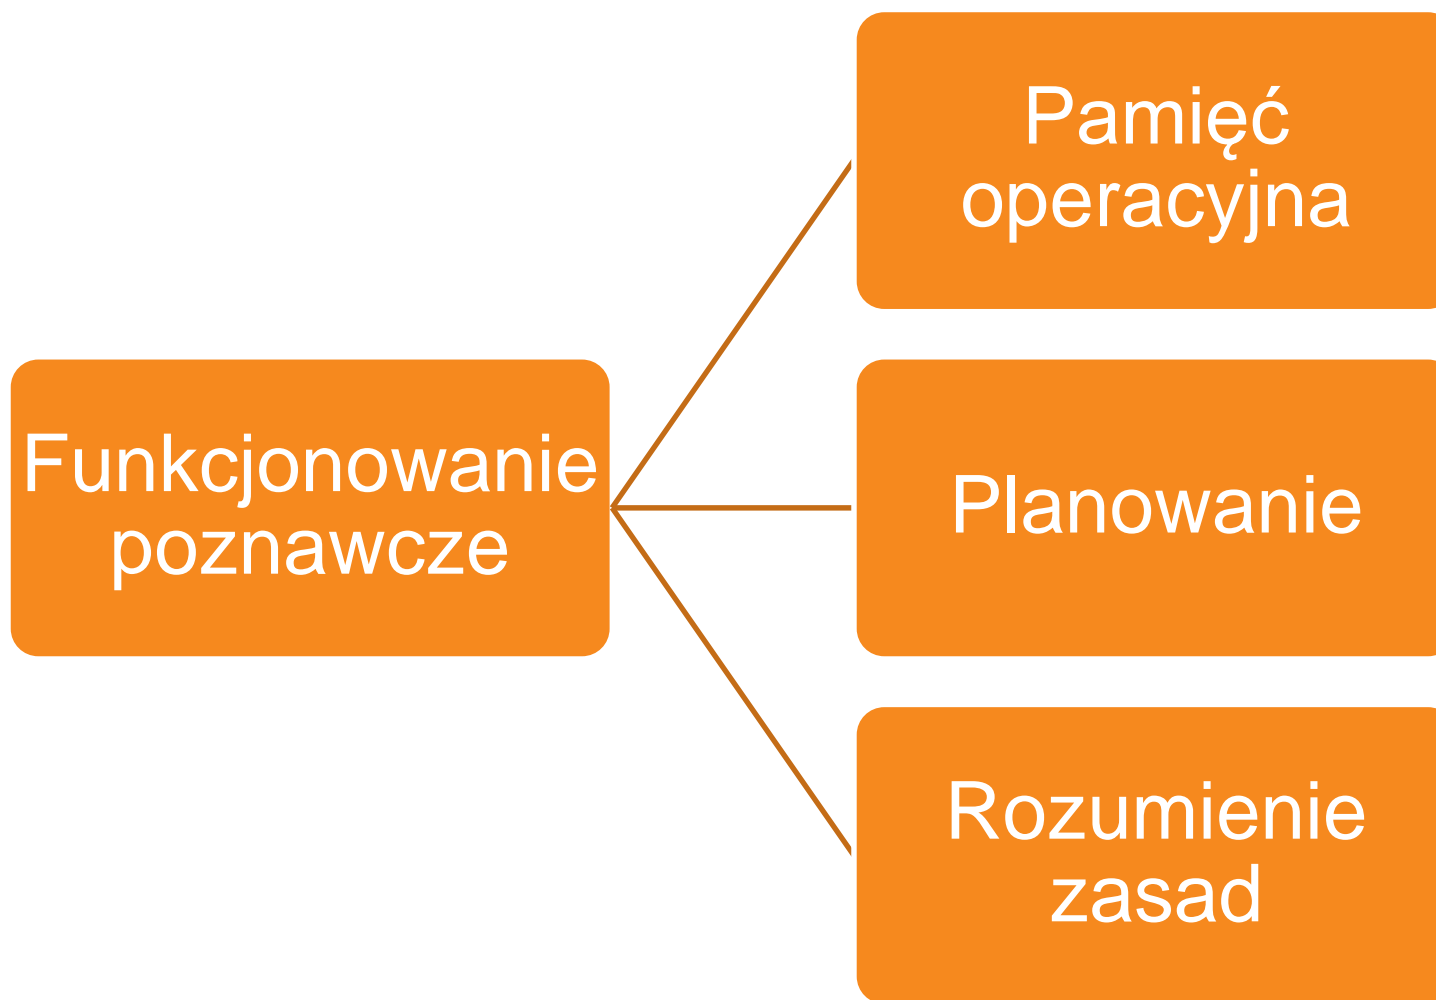 Funkcjonowanie
poznawcze
Pamięć
operacyjna
Planowanie
Rozumienie
zasad